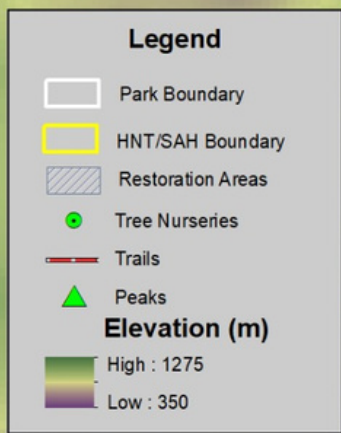 Legend
Park Boundary
HNT/SAH Boundary
Restoration Areas
Tree Nurseries
Trails
Peaks
Elevation (m)
High : 1275
Low : 350